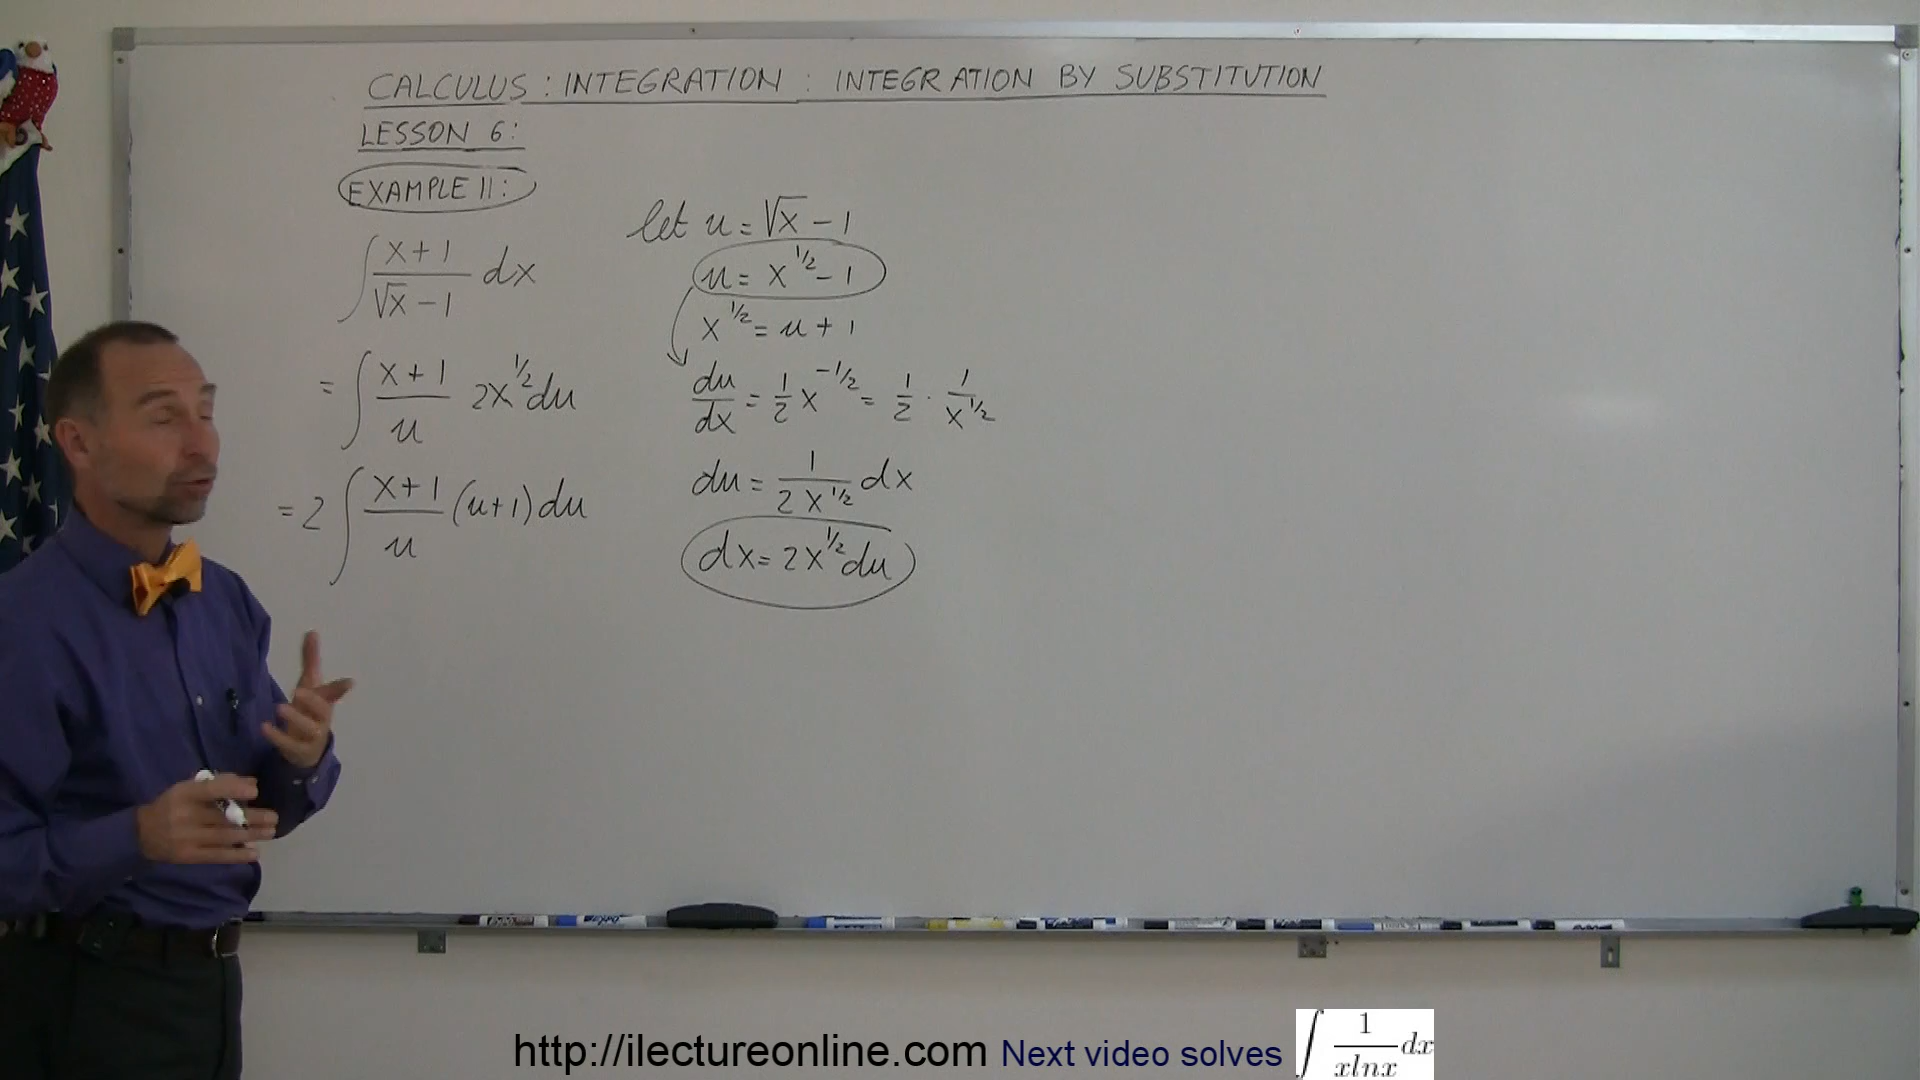 CALCULUS : INTEGRATION : INTEGRATION BY SUBSTITUTION
LESSON 6:
EXAMPLE 11:
∫ (x+1)/(√x − 1) dx
= ∫ (x+1)/u 2x^(1/2) du
= 2 ∫ (x+1)/u (u+1) du
let u = √x − 1
u = x^(1/2) − 1
x^(1/2) = u + 1
du/dx = 1/2 x^(−1/2) = 1/2 · 1/x^(1/2)
du = 1/(2x^(1/2)) dx
dx = 2x^(1/2) du
http://ilectureonline.com Next video solves ∫ 1/(xlnx) dx